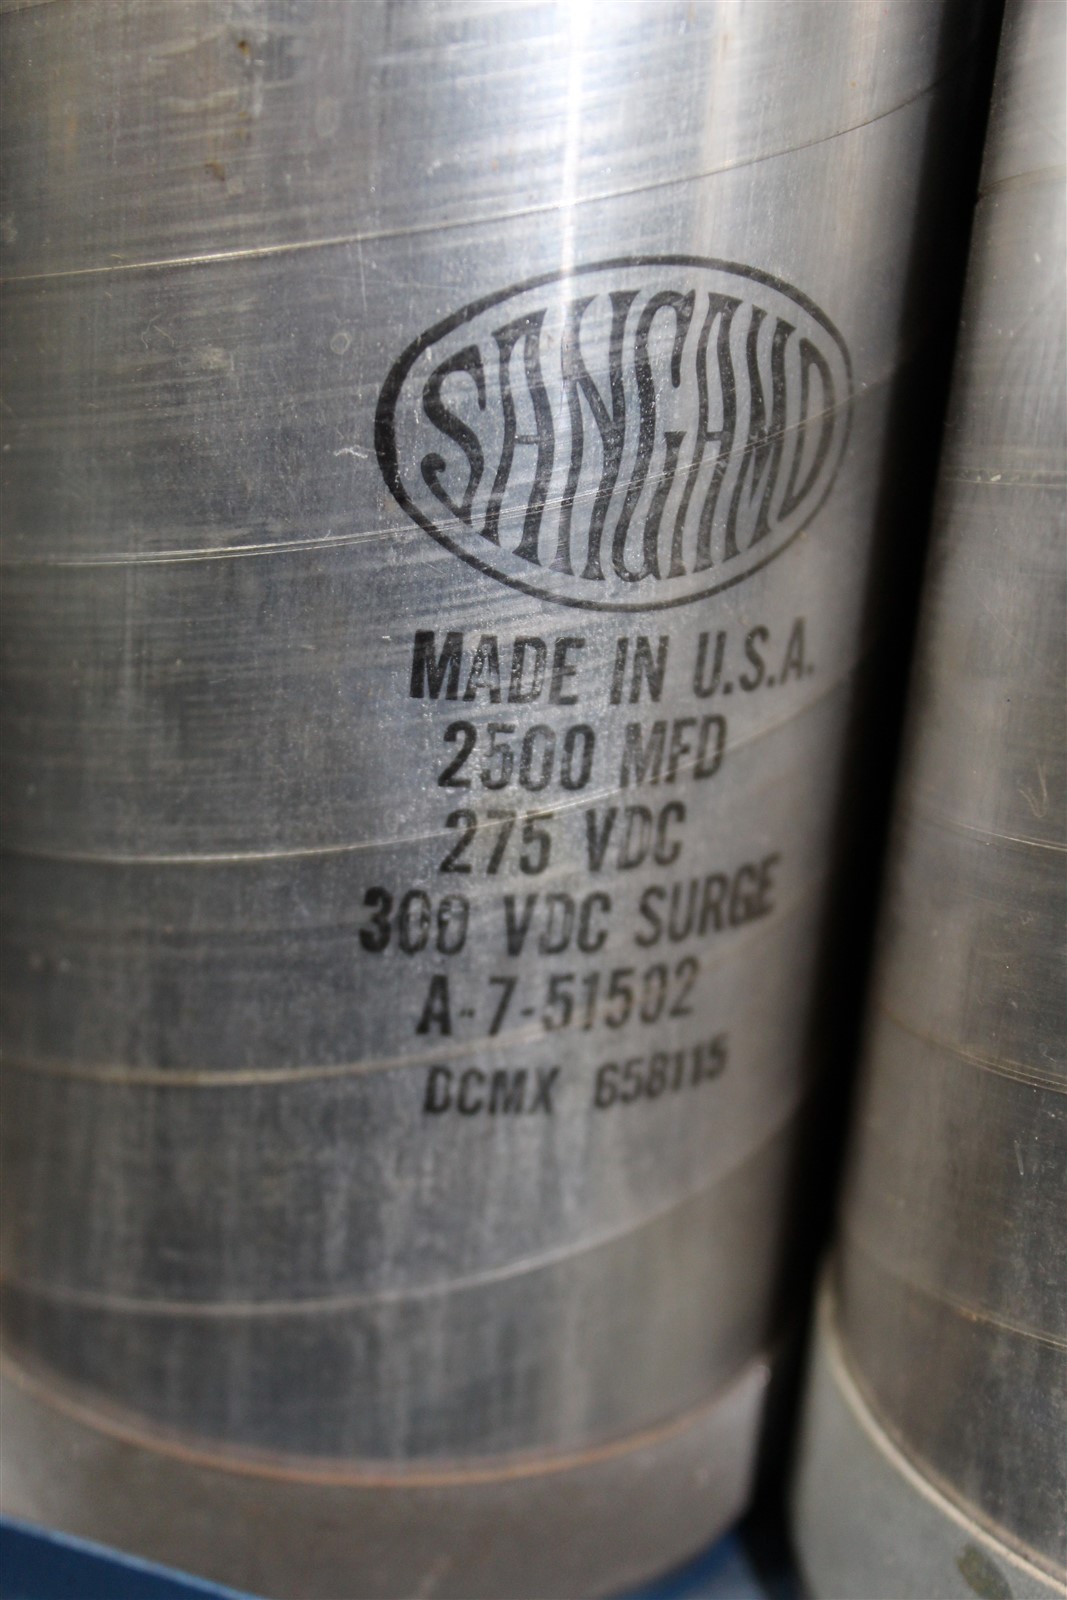 SANGAMO
MADE IN U.S.A.
2500 MFD
275 VDC
300 VDC SURGE
A-7-51502
DCMX 658115